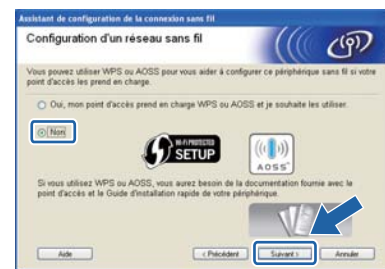 Assistant de configuration de la connexion sans fil
Configuration d'un réseau sans fil
Vous pouvez utiliser WPS ou AOSS pour vous aider à configurer ce périphérique sans fil si votre
point d'accès les prend en charge.
Oui, mon point d'accès prend en charge WPS ou AOSS et je souhaite les utiliser.
Non
Wi-Fi PROTECTED
SETUP
AOSS
Si vous utilisez WPS ou AOSS, vous aurez besoin de la documentation fournie avec le
point d'accès et le Guide d'installation rapide de votre périphérique.
Aide
< Précédent
Suivant >
Annuler